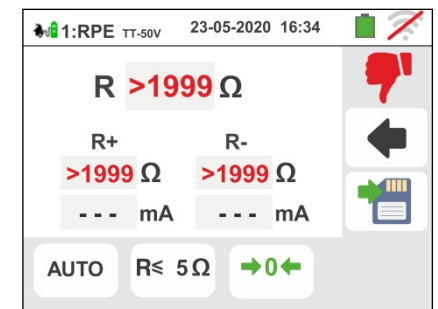 1:RPE TT-50V 23-05-2020 16:34
R >1999 Ω
R+ R-
>1999 Ω >1999 Ω
- - - mA - - - mA
AUTO R≤ 5Ω →0←